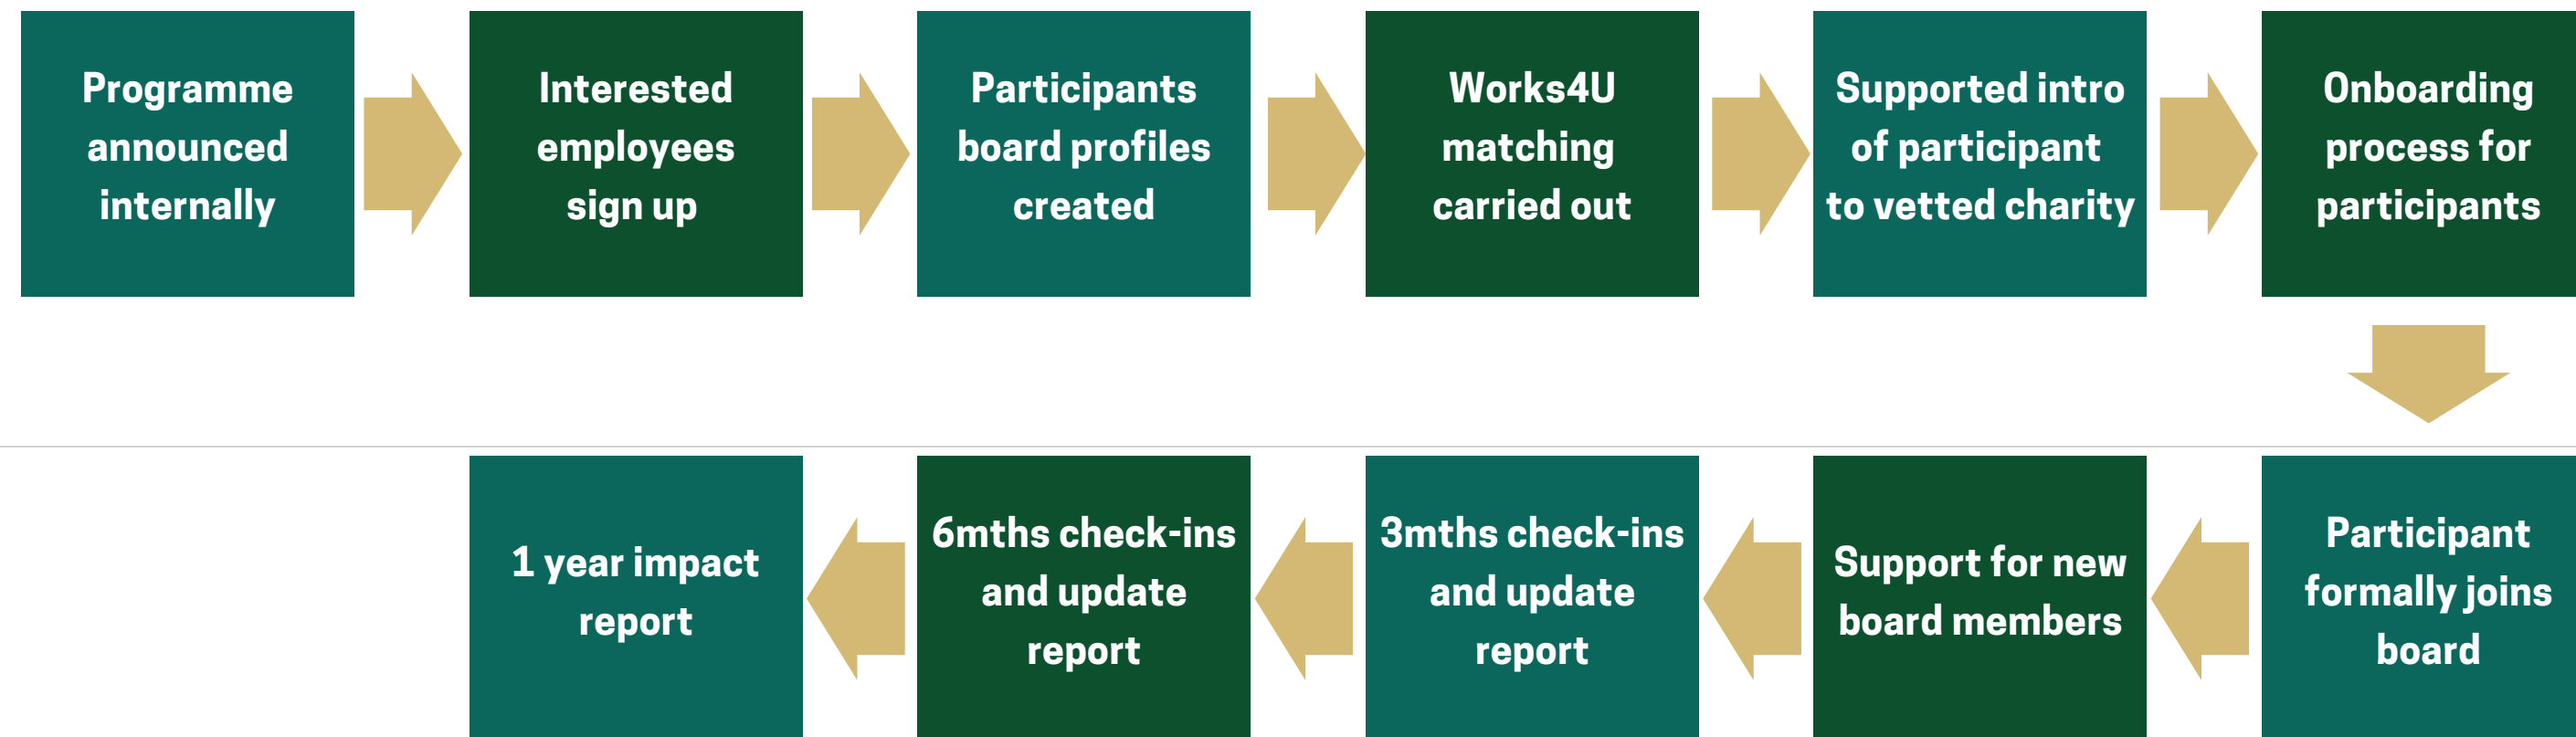 Programme
announced
internally
Interested
employees
sign up
Participants
board profiles
created
Works4U
matching
carried out
Supported intro
of participant
to vetted charity
Onboarding
process for
participants
Participant
formally joins
board
Support for new
board members
3mths check-ins
and update
report
6mths check-ins
and update
report
1 year impact
report